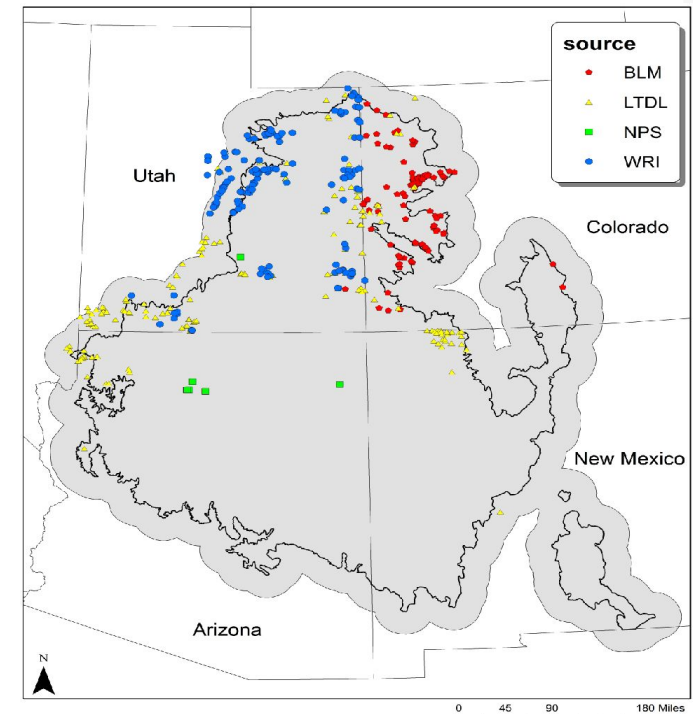 source
BLM
LTDL
NPS
WRI
Utah
Colorado
New Mexico
Arizona
N
0 45 90 180 Miles